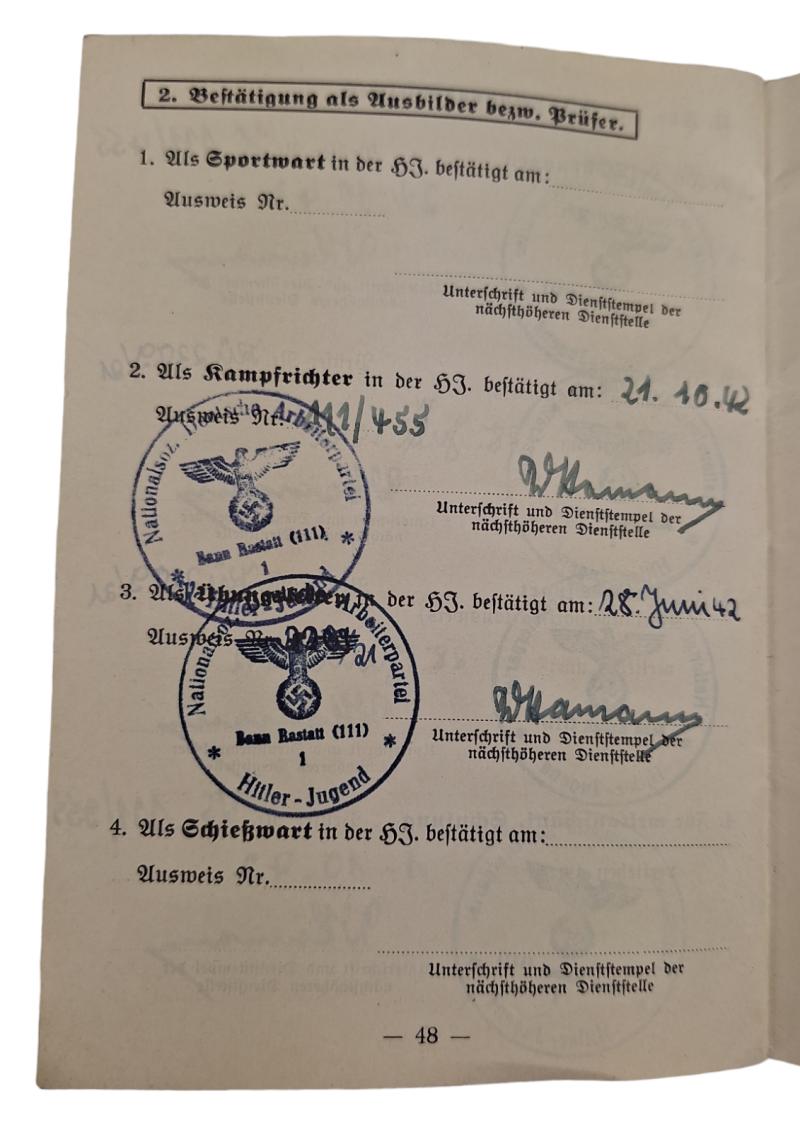 2. Bestätigung als Ausbilder bezw. Prüfer.
1. Als Sportwart in der HJ. bestätigt am:
Ausweis Nr.
Unterschrift und Dienststempel der
nächsthöheren Dienststelle
2. Als Kampfrichter in der HJ. bestätigt am: 21. 10. 42
Ausweis Nr. 111/455
Nationalsoz. Deutsche Arbeiterpartei
Bann Rastatt (111)
1
Hitler-Jugend
Unterschrift und Dienststempel der
nächsthöheren Dienststelle
3. Als in der HJ. bestätigt am: 28. Juni 42
Ausweis Nr.
Arbeiterpartei
Bann Rastatt (111)
1
Hitler-Jugend
Unterschrift und Dienststempel der
nächsthöheren Dienststelle
4. Als Schießwart in der HJ. bestätigt am:
Ausweis Nr.
Unterschrift und Dienststempel der
nächsthöheren Dienststelle
— 48 —